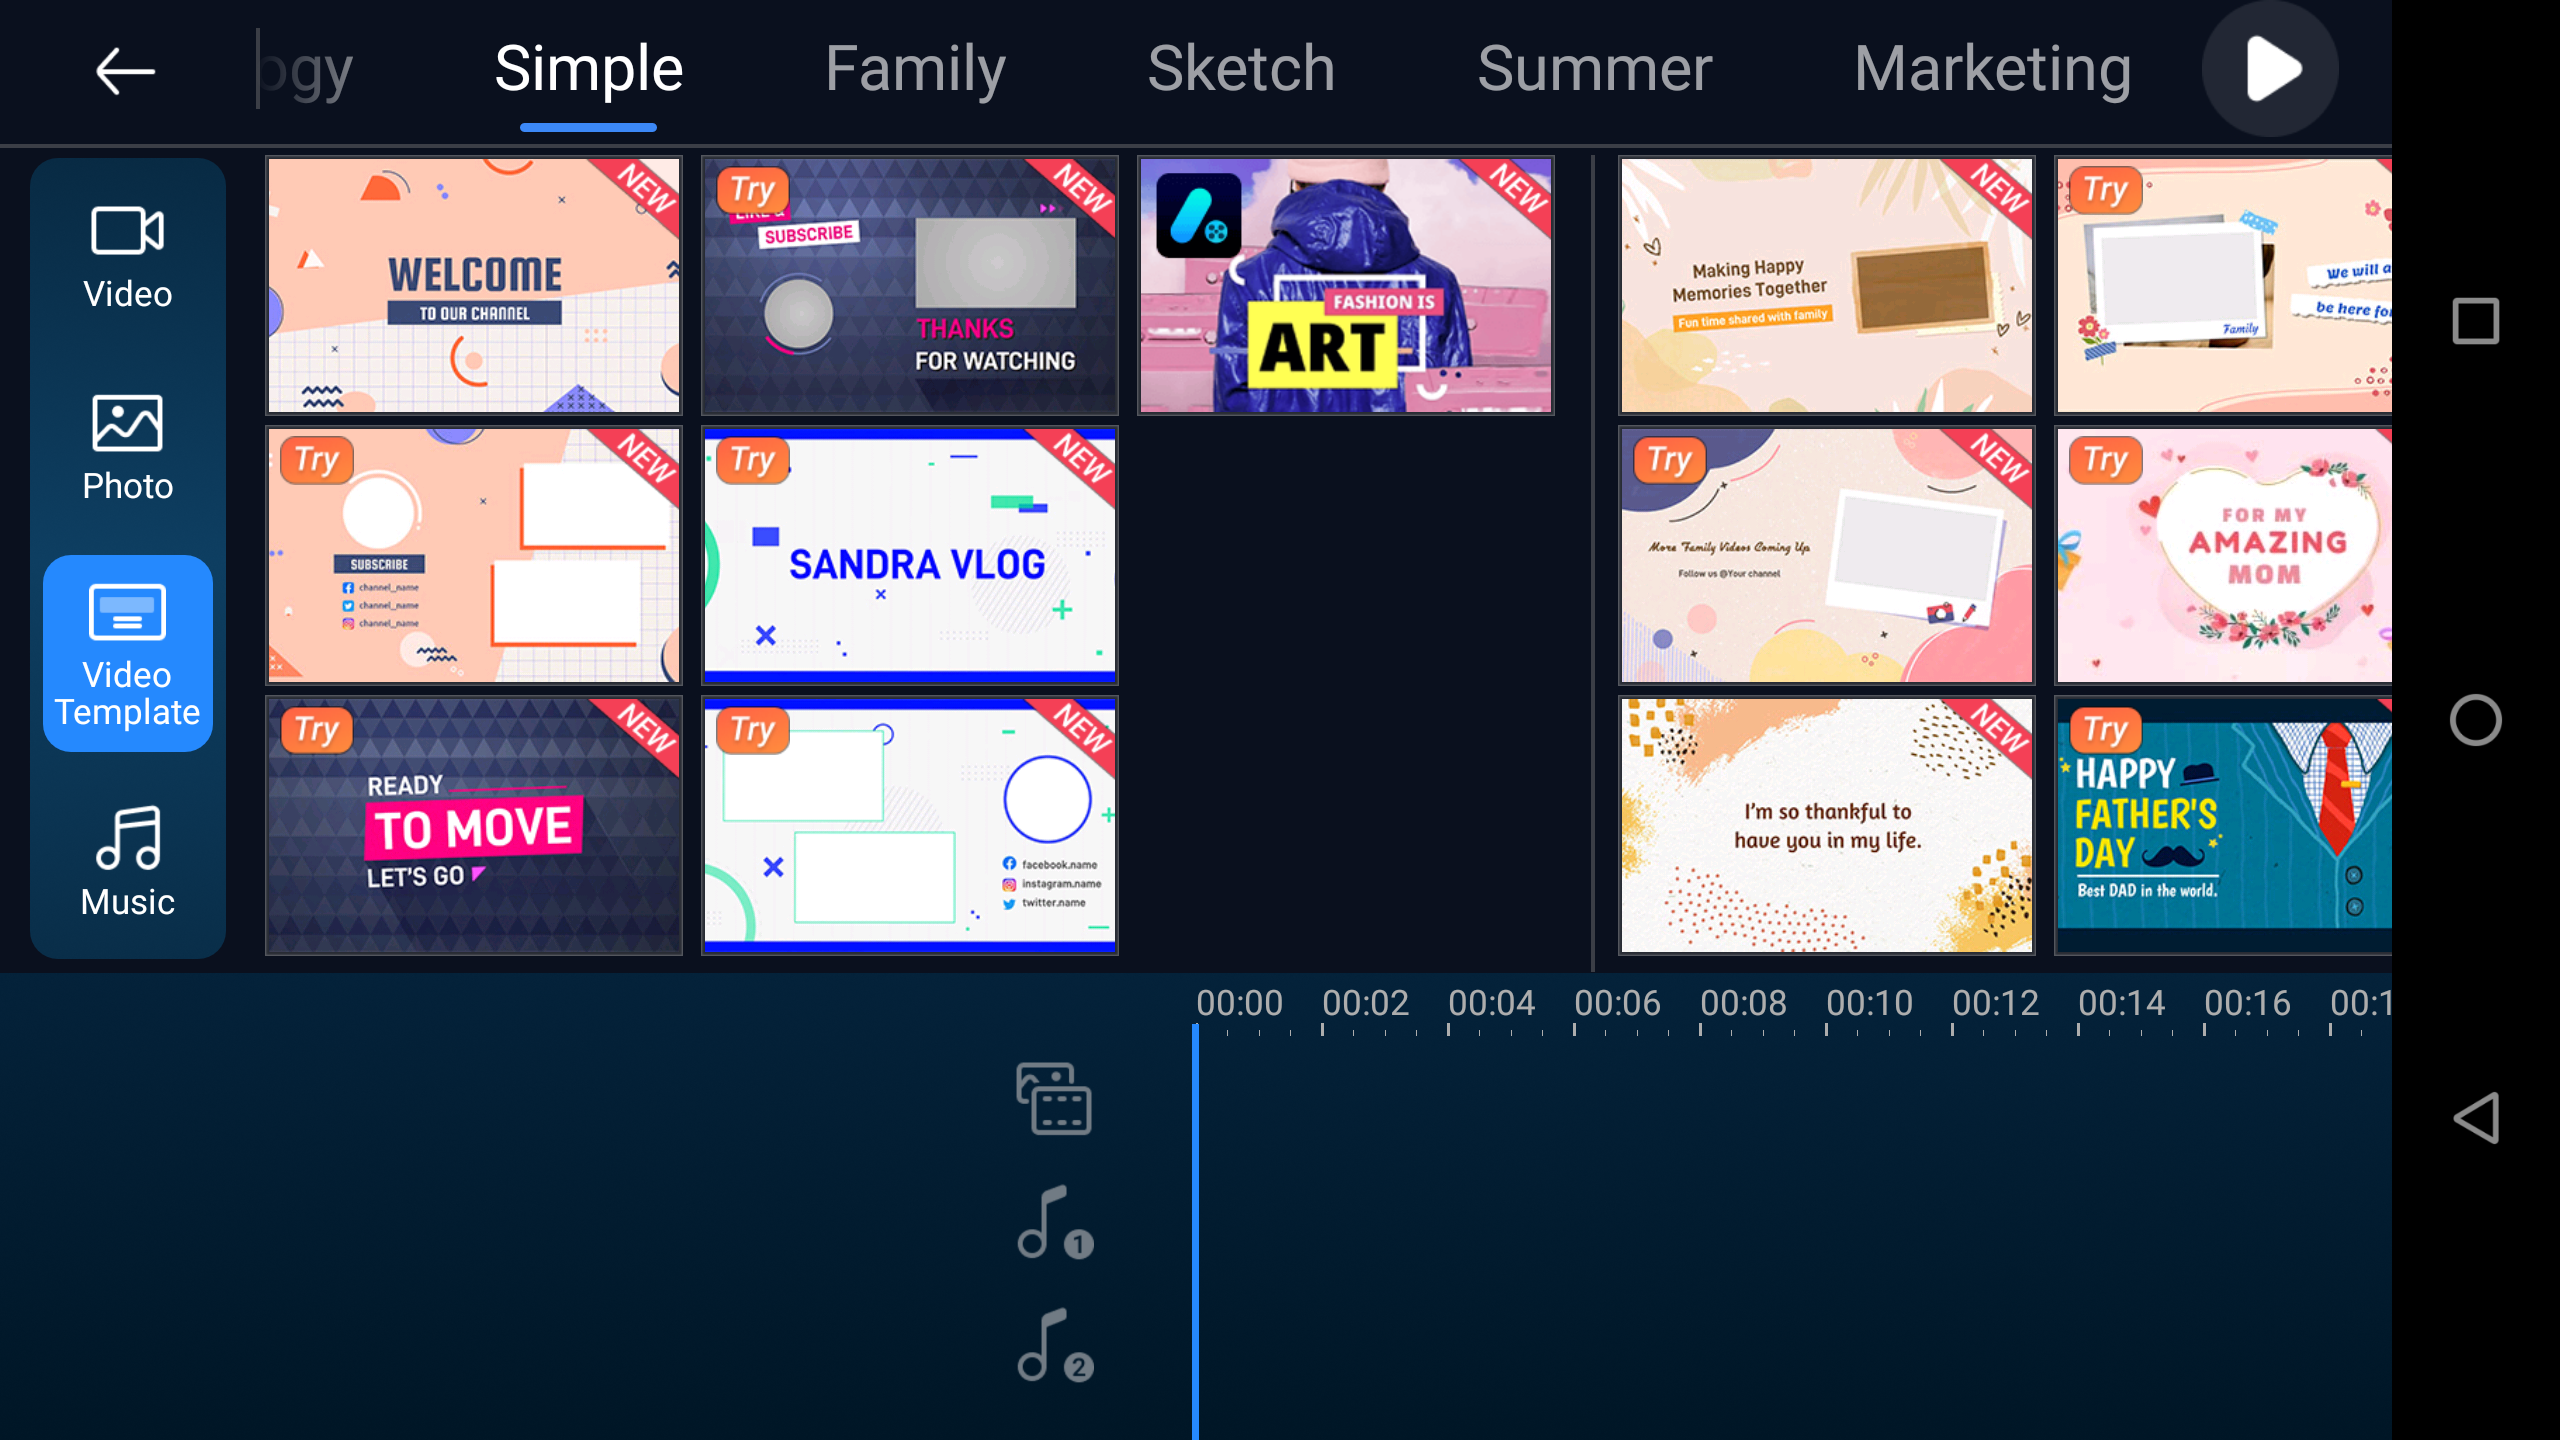 ogy
Simple
Family
Sketch
Summer
Marketing
Video
Photo
Video
Template
Music
NEW
WELCOME
TO OUR CHANNEL
Try
NEW
LIKE &
SUBSCRIBE
THANKS
FOR WATCHING
NEW
FASHION IS
ART
NEW
Making Happy
Memories Together
Fun time shared with family
Try
We will a
be here fo
Family
Try
NEW
SUBSCRIBE
channel_name
channel_name
channel_name
Try
NEW
SANDRA VLOG
Try
NEW
More Family Videos Coming Up
Follow us @Your channel
Try
FOR MY
AMAZING
MOM
Try
NEW
READY
TO MOVE
LET'S GO
Try
NEW
facebook.name
instagram.name
twitter.name
NEW
I'm so thankful to
have you in my life.
Try
HAPPY
FATHER'S
DAY
Best DAD in the world.
00:00 00:02 00:04 00:06 00:08 00:10 00:12 00:14 00:16 00:1
1
2